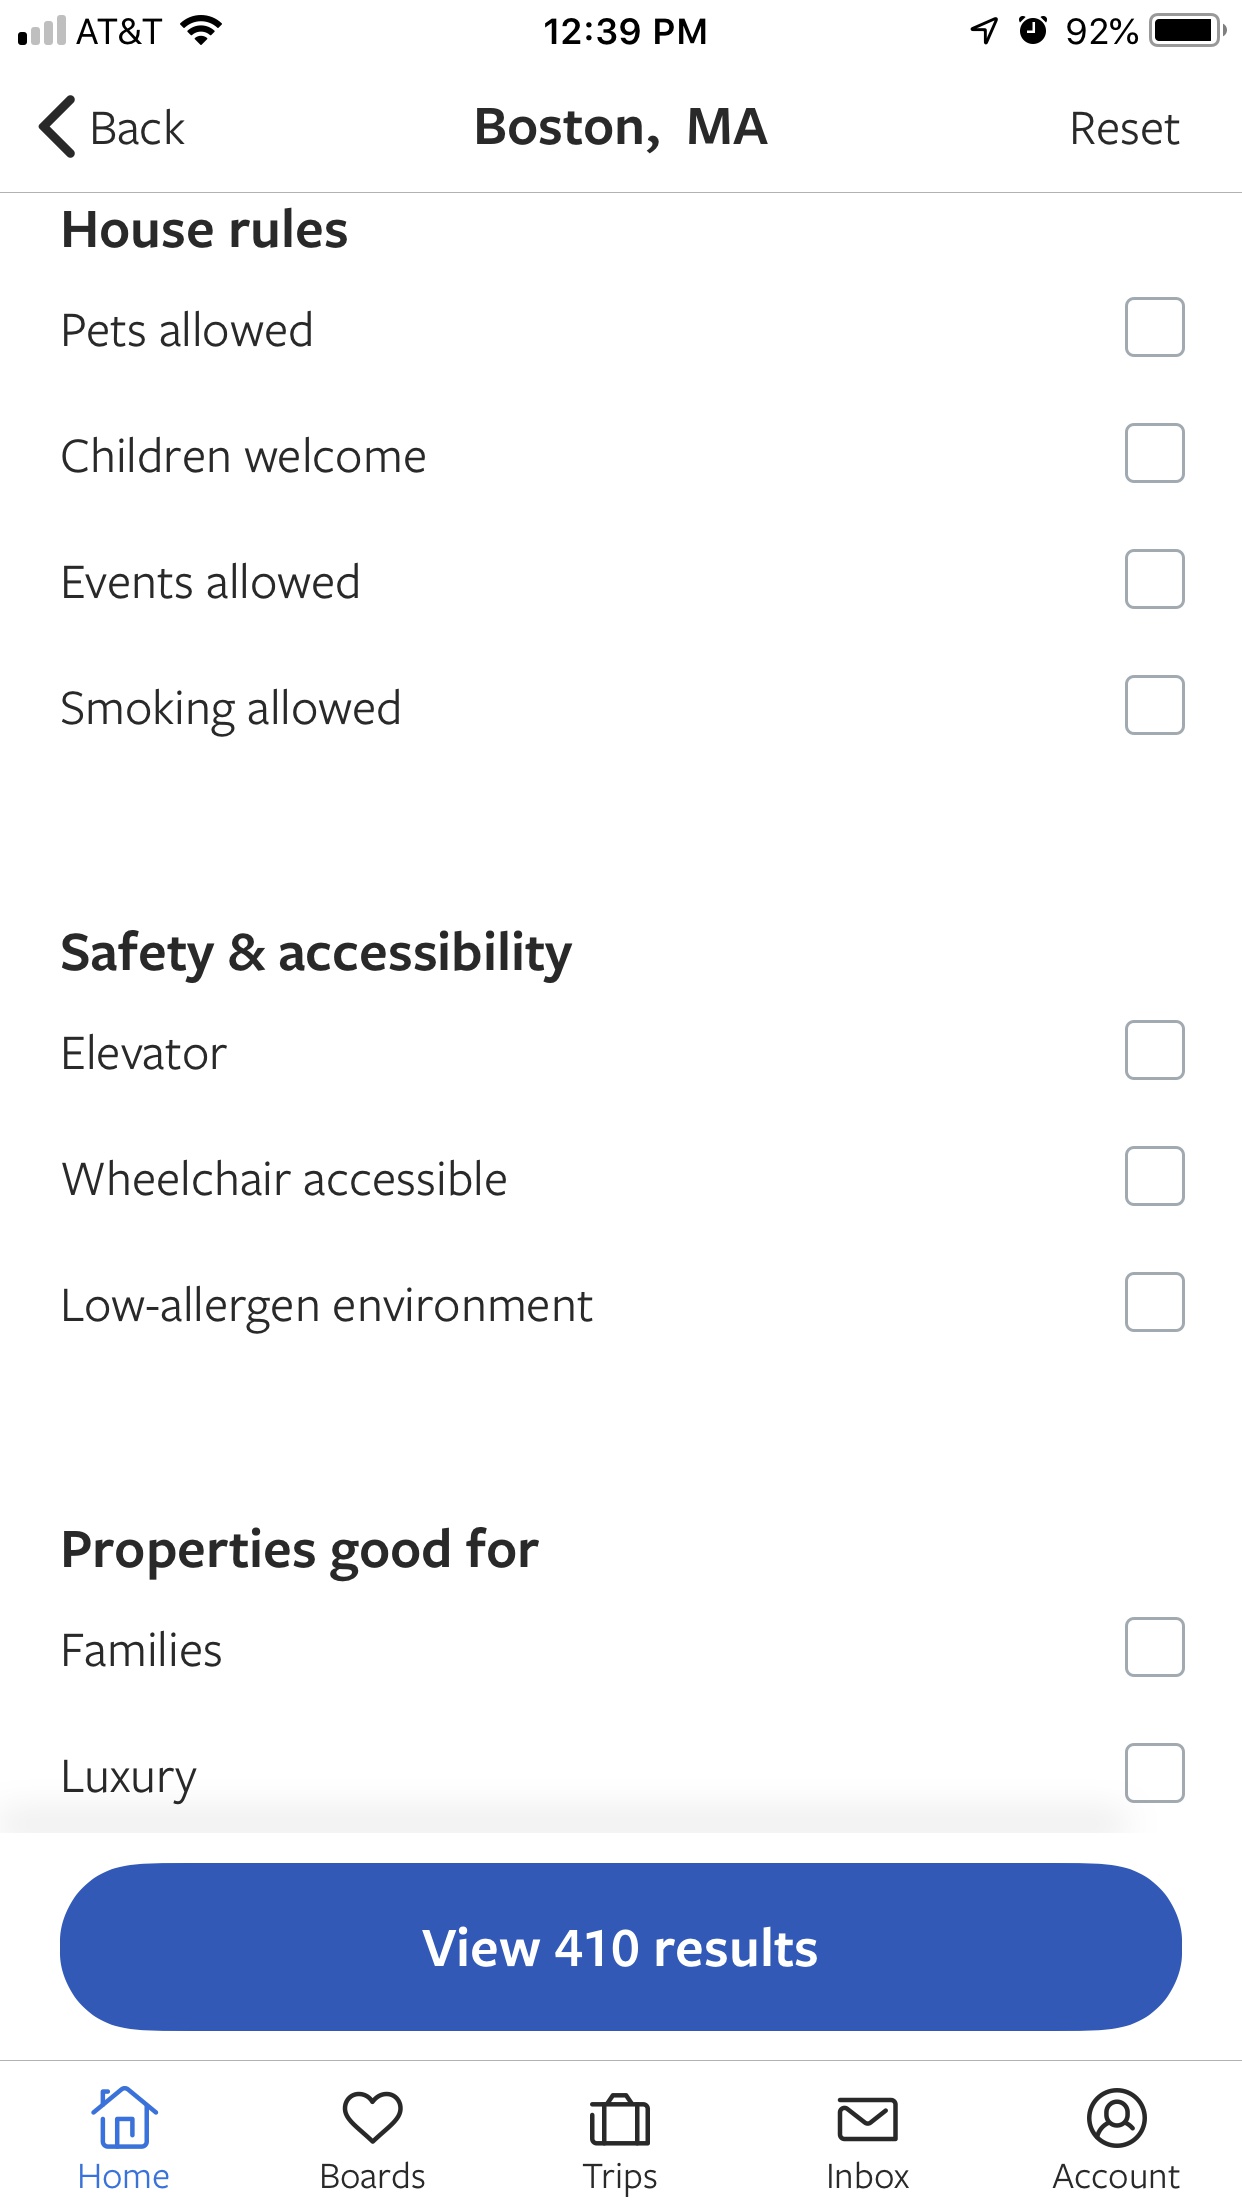 AT&T 12:39 PM 92%
Back Boston, MA Reset
House rules
Pets allowed
Children welcome
Events allowed
Smoking allowed
Safety & accessibility
Elevator
Wheelchair accessible
Low-allergen environment
Properties good for
Families
Luxury
View 410 results
Home Boards Trips Inbox Account